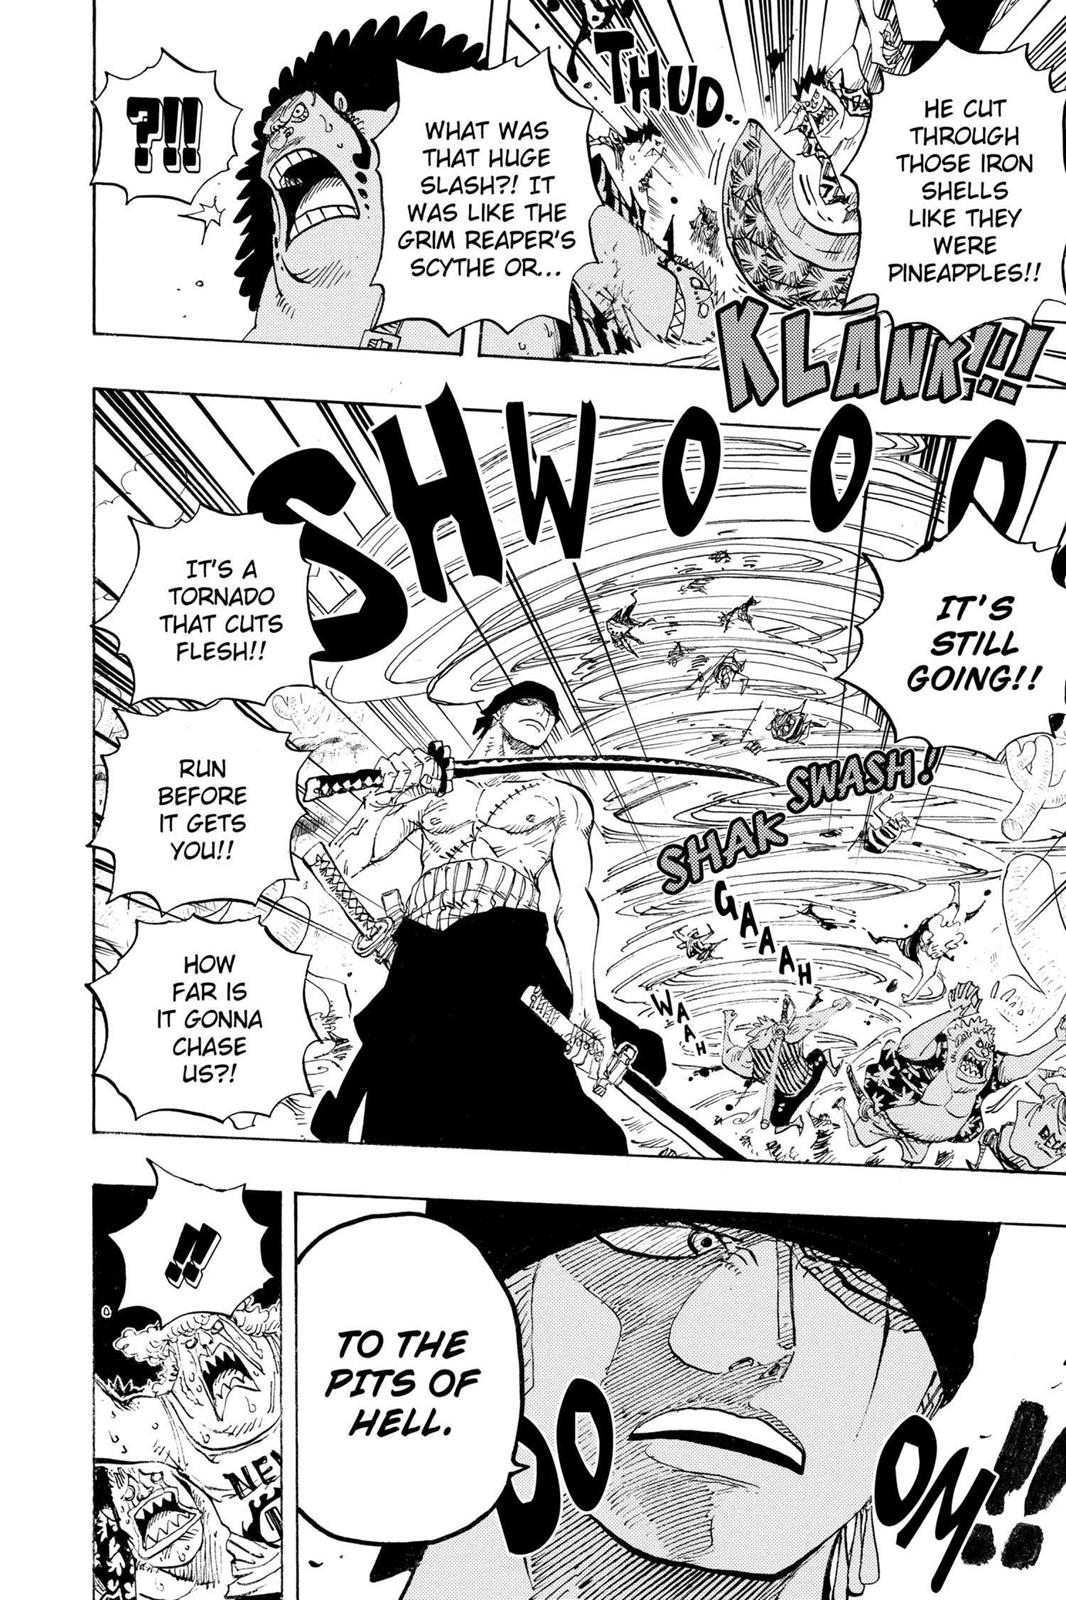 HE CUT
THROUGH
THOSE IRON
SHELLS
LIKE THEY
WERE
PINEAPPLES!!
THUD...
KLANK!!!
WHAT WAS
THAT HUGE
SLASH?! IT
WAS LIKE THE
GRIM REAPER'S
SCYTHE OR...
?!!
SHWOOO
IT'S
STILL
GOING!!
IT'S A
TORNADO
THAT CUTS
FLESH!!
RUN
BEFORE
IT GETS
YOU!!
HOW
FAR IS
IT GONNA
CHASE
US?!
SWASH!
SHAK
GAAAH
WAAH
TO THE
PITS OF
HELL.
DOOOM!!
!!
NEW